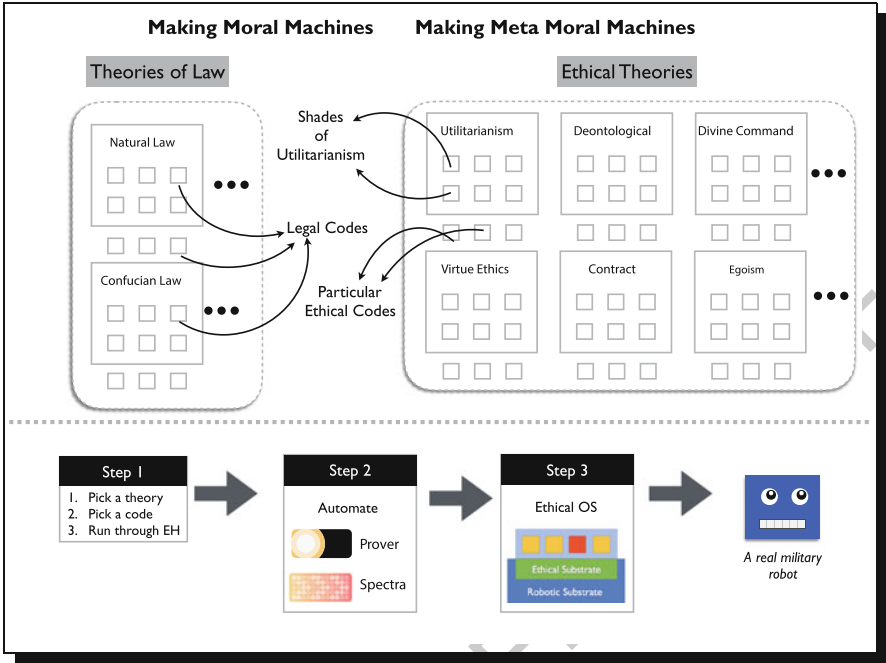 Making Moral Machines
Making Meta Moral Machines
Theories of Law
Ethical Theories
Natural Law
Confucian Law
Legal Codes
Shades
of
Utilitarianism
Particular
Ethical Codes
Utilitarianism
Deontological
Divine Command
Virtue Ethics
Contract
Egoism
Step 1
1. Pick a theory
2. Pick a code
3. Run through EH
Step 2
Automate
Prover
Spectra
Step 3
Ethical OS
Ethical Substrate
Robotic Substrate
A real military
robot